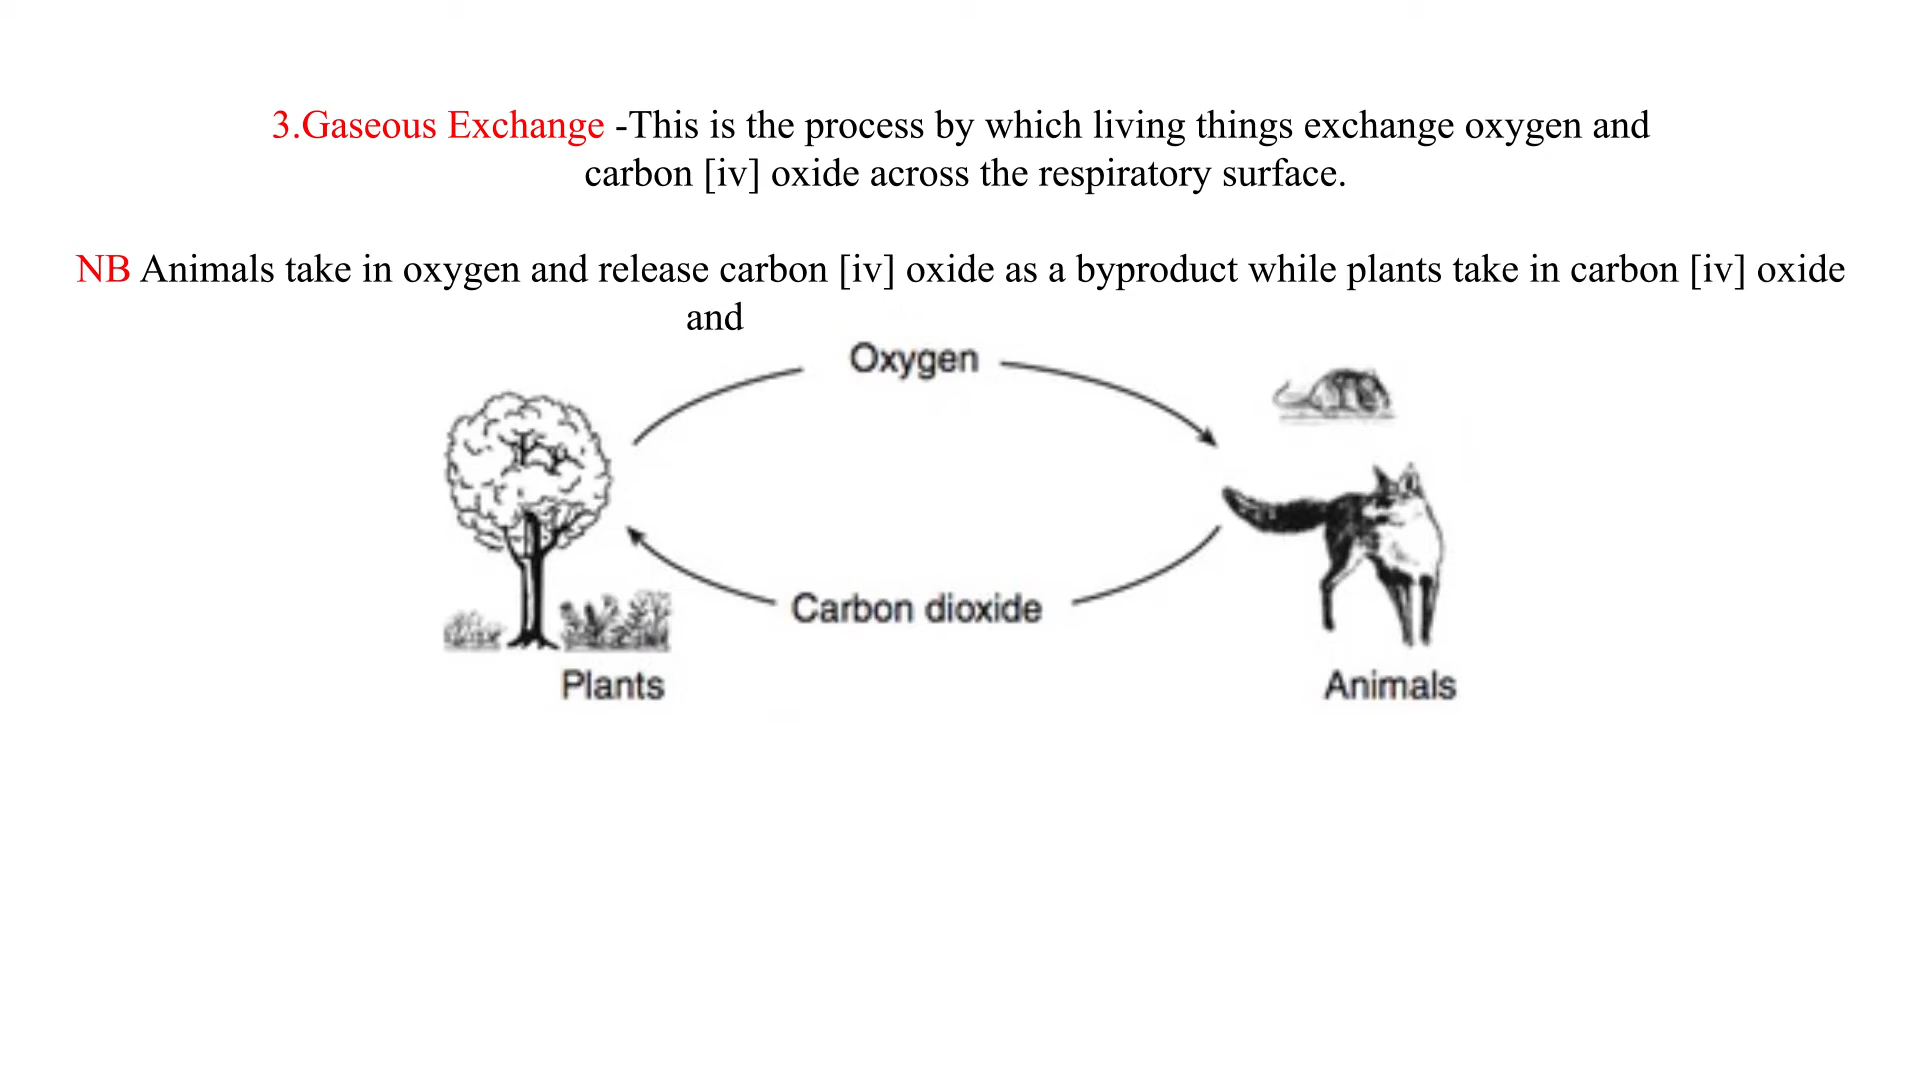 3.Gaseous Exchange -This is the process by which living things exchange oxygen and
carbon [iv] oxide across the respiratory surface.
NB Animals take in oxygen and release carbon [iv] oxide as a byproduct while plants take in carbon [iv] oxide
and
Oxygen
Carbon dioxide
Plants
Animals